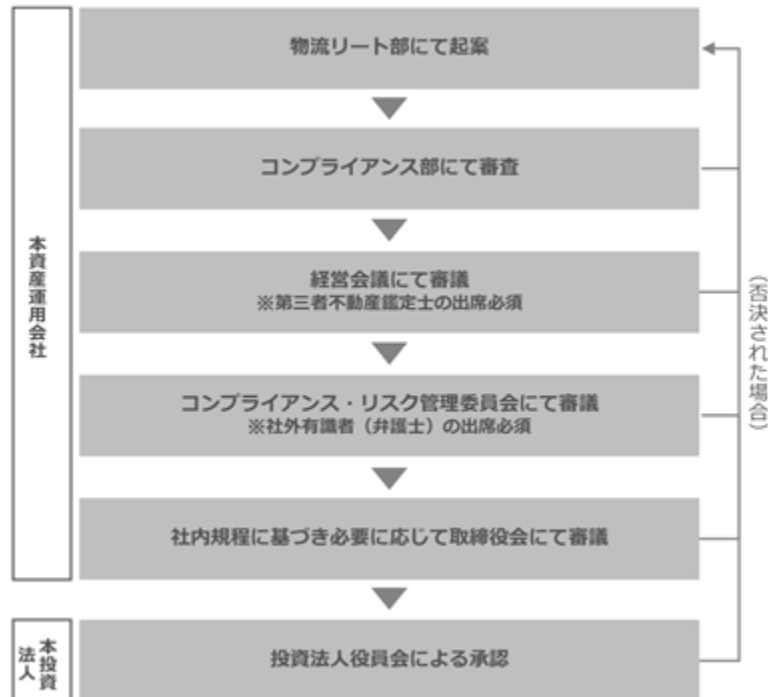 物流リート部にて起案
コンプライアンス部にて審査
本資産運用会社
経営会議にて審議
※第三者不動産鑑定士の出席必須
(否決された場合)
コンプライアンス・リスク管理委員会にて審議
※社外有識者（弁護士）の出席必須
社内規程に基づき必要に応じて取締役会にて審議
本投資
法人
投資法人役員会による承認